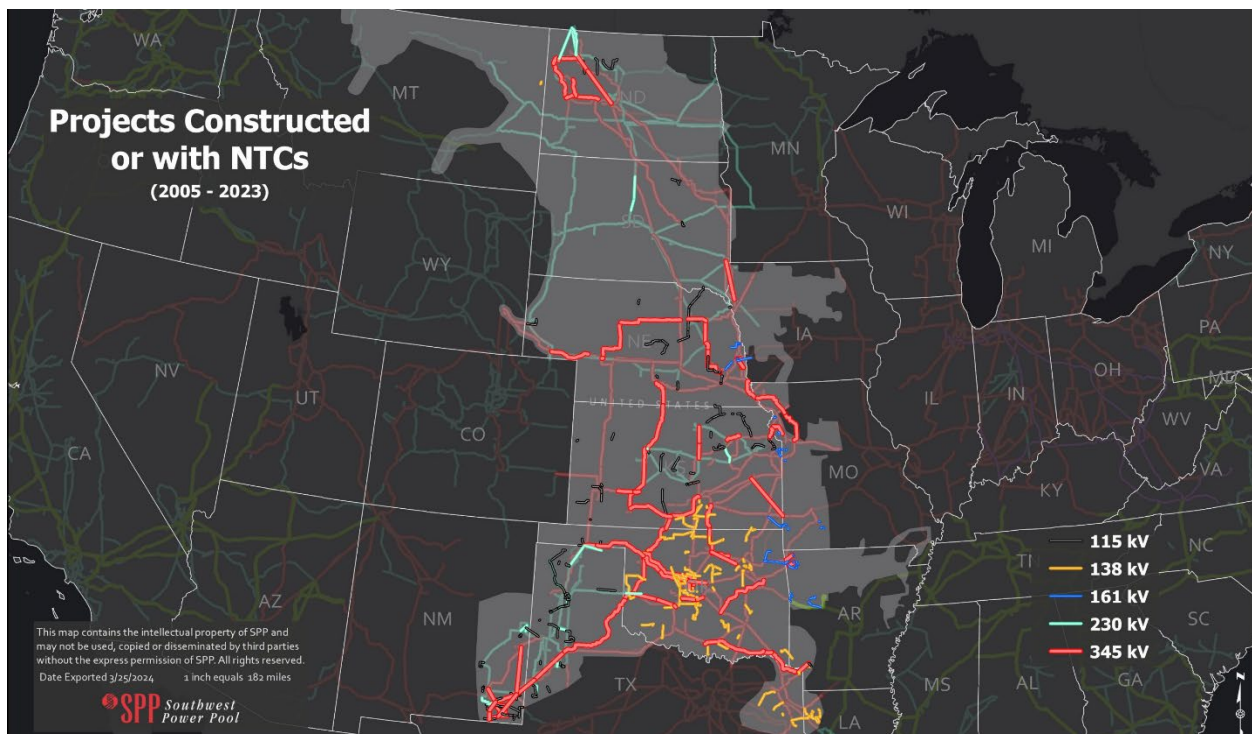 Projects Constructed
or with NTCs
(2005 - 2023)
WA
MT
ND
MN
WI
MI
NY
SD
WY
IA
PA
NE
NV
UT
CO
UNITED STATES
IL
IN
OH
MD
WV
VA
CA
MO
KY
115 kV
138 kV
161 kV
230 kV
345 kV
NC
AZ
NM
AR
SC
TX
LA
MS
AL
GA
This map contains the intellectual property of SPP and
may not be used, copied or disseminated by third parties
without the express permission of SPP. All rights reserved.
Date Exported 3/25/2024 1 inch equals 182 miles
SPP Southwest
Power Pool
N